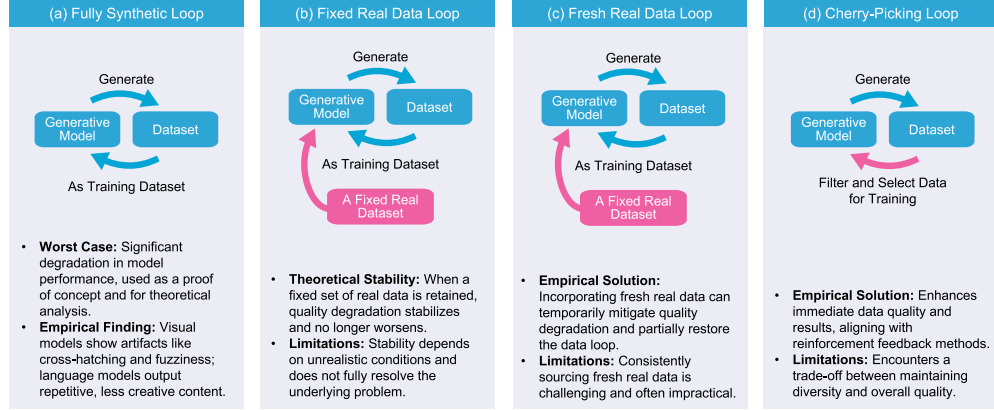 (a) Fully Synthetic Loop
Generate
Generative
Model
Dataset
As Training Dataset
• Worst Case: Significant
degradation in model
performance, used as a proof
of concept and for theoretical
analysis.
• Empirical Finding: Visual
models show artifacts like
cross-hatching and fuzziness;
language models output
repetitive, less creative content.
(b) Fixed Real Data Loop
Generate
Generative
Model
Dataset
As Training Dataset
A Fixed Real
Dataset
• Theoretical Stability: When a
fixed set of real data is retained,
quality degradation stabilizes
and no longer worsens.
• Limitations: Stability depends
on unrealistic conditions and
does not fully resolve the
underlying problem.
(c) Fresh Real Data Loop
Generate
Generative
Model
Dataset
As Training Dataset
A Fixed Real
Dataset
• Empirical Solution:
Incorporating fresh real data can
temporarily mitigate quality
degradation and partially restore
the data loop.
• Limitations: Consistently
sourcing fresh real data is
challenging and often impractical.
(d) Cherry-Picking Loop
Generate
Generative
Model
Dataset
Filter and Select Data
for Training
• Empirical Solution: Enhances
immediate data quality and
results, aligning with
reinforcement feedback methods.
• Limitations: Encounters a
trade-off between maintaining
diversity and overall quality.